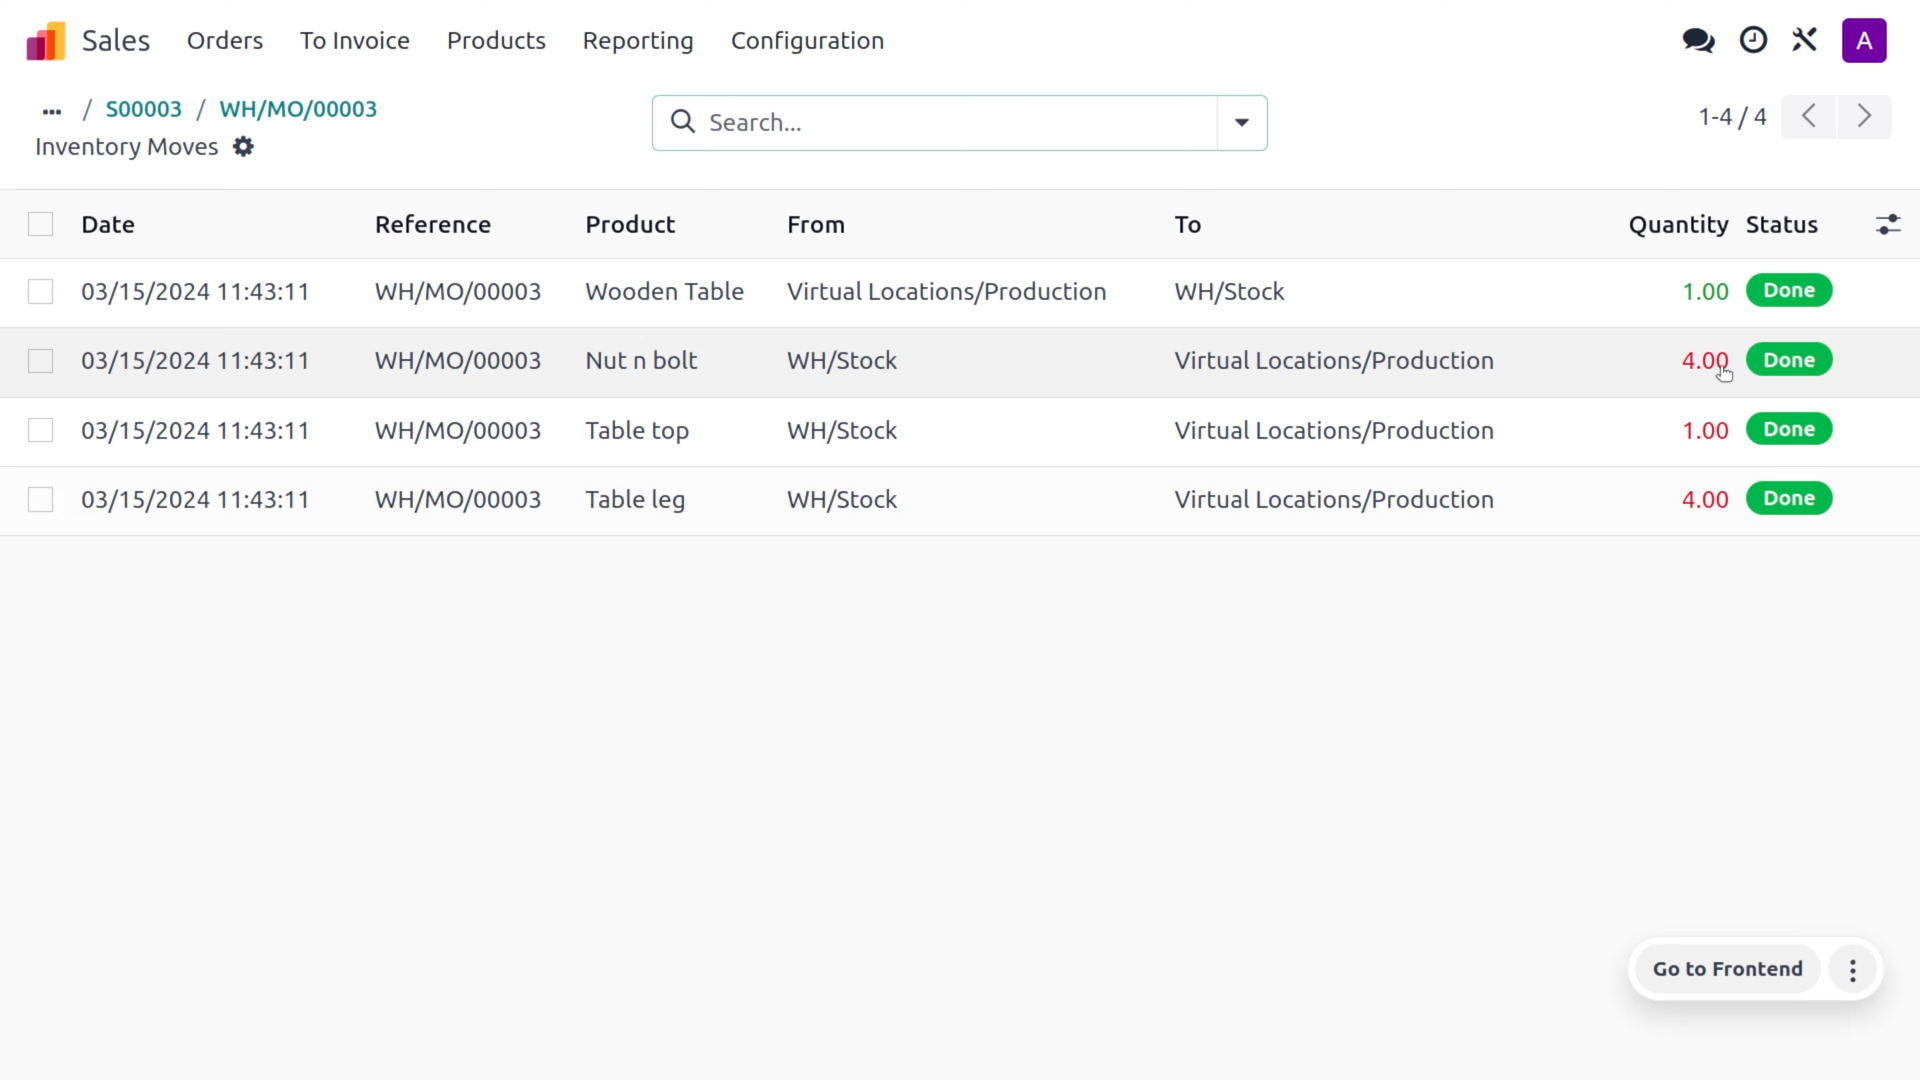 Sales Orders To Invoice Products Reporting Configuration A
... / S00003 / WH/MO/00003
Inventory Moves
Search...
1-4 / 4
Date Reference Product From To Quantity Status
03/15/2024 11:43:11 WH/MO/00003 Wooden Table Virtual Locations/Production WH/Stock 1.00 Done
03/15/2024 11:43:11 WH/MO/00003 Nut n bolt WH/Stock Virtual Locations/Production 4.00 Done
03/15/2024 11:43:11 WH/MO/00003 Table top WH/Stock Virtual Locations/Production 1.00 Done
03/15/2024 11:43:11 WH/MO/00003 Table leg WH/Stock Virtual Locations/Production 4.00 Done
Go to Frontend